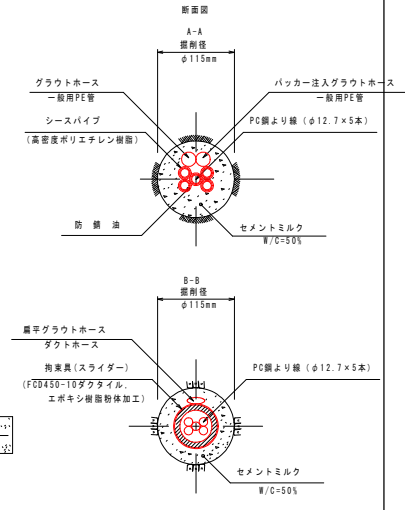 断面図
A-A
掘削径
φ115mm
グラウトホース
一般用PE管
パッカー注入グラウトホース
一般用PE管
シースパイプ
(高密度ポリエチレン樹脂)
PC鋼より線 (φ12.7×5本)
防 錆 油
セメントミルク
W/C=50%
B-B
掘削径
φ115mm
扁平グラウトホース
ダクトホース
拘束具(スライダー)
(FCD450-10ダクタイル,
エポキシ樹脂粉体加工)
PC鋼より線 (φ12.7×5本)
セメントミルク
W/C=50%